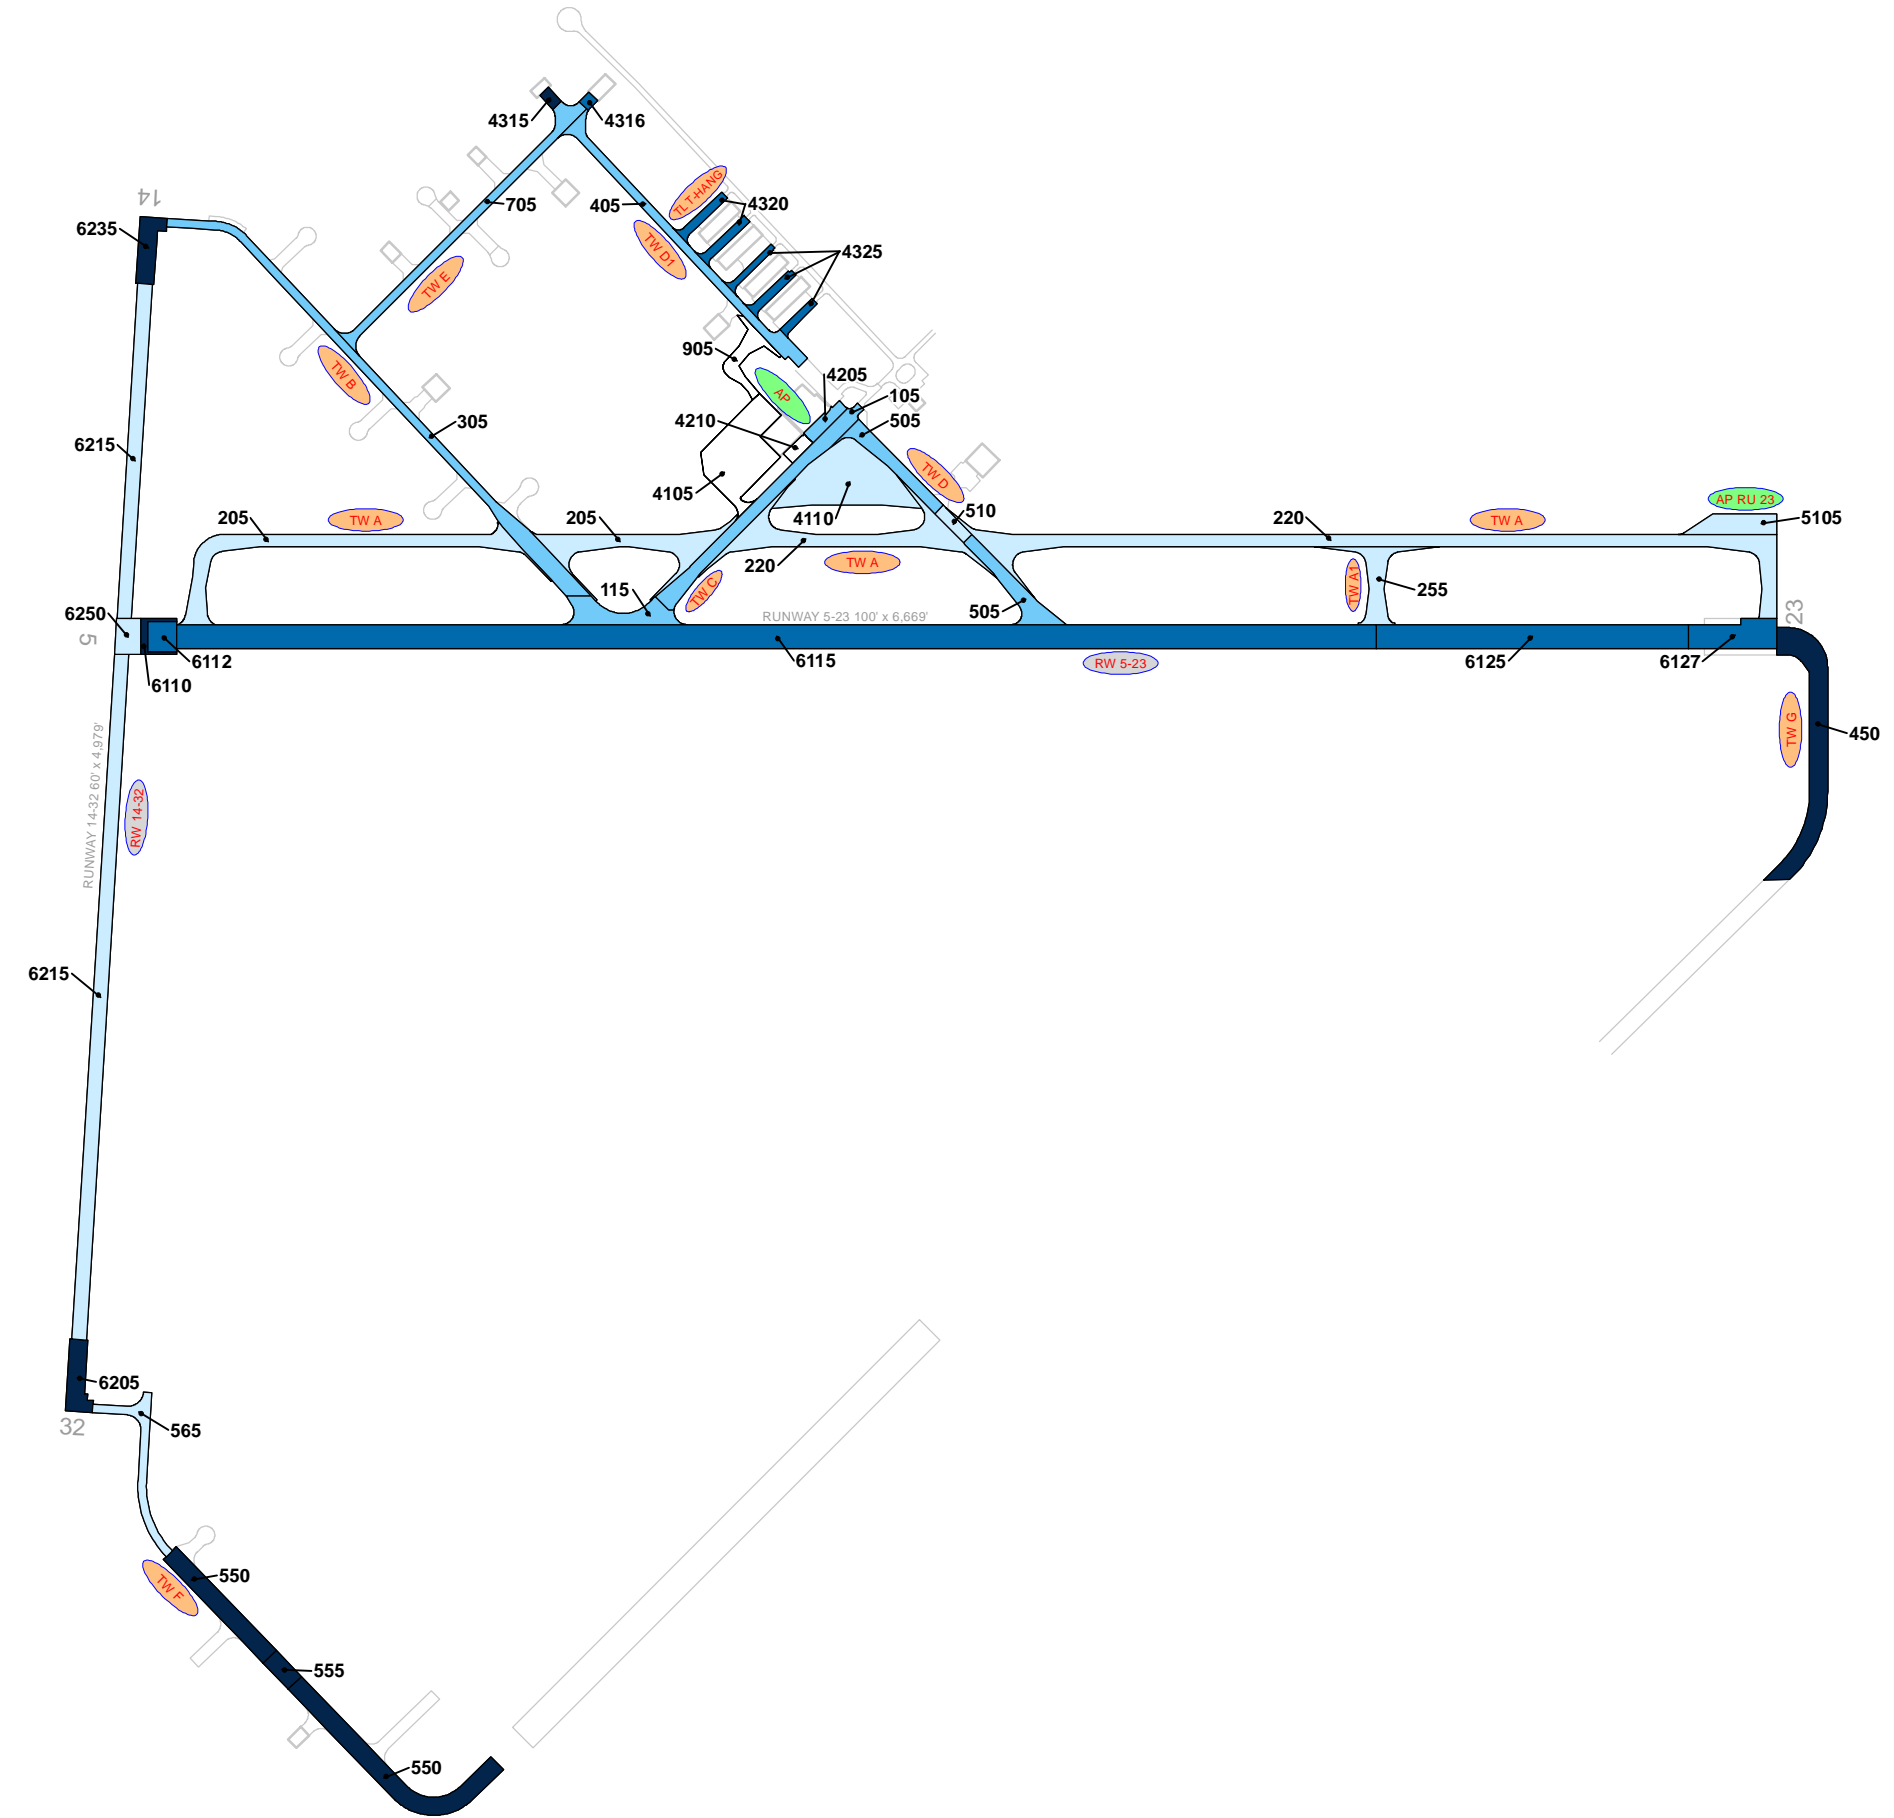 4315
4316
705
405
TL T-HANG
4320
TW D1
4325
14
6235
TW E
TW B
905
AP
4205
105
4210
505
305
6215
TW D
4105
4110
510
205
TW A
205
220
TW A
AP RU 23
5105
220
TW A
115
TW C
505
TW A1
255
RUNWAY 5-23 100' x 6,669'
23
6250
5
6112
6110
6115
RW 5-23
6125
6127
TW G
450
RUNWAY 14-32 60' x 4,979'
RW 14-32
6215
6205
32
565
TW F
550
555
550